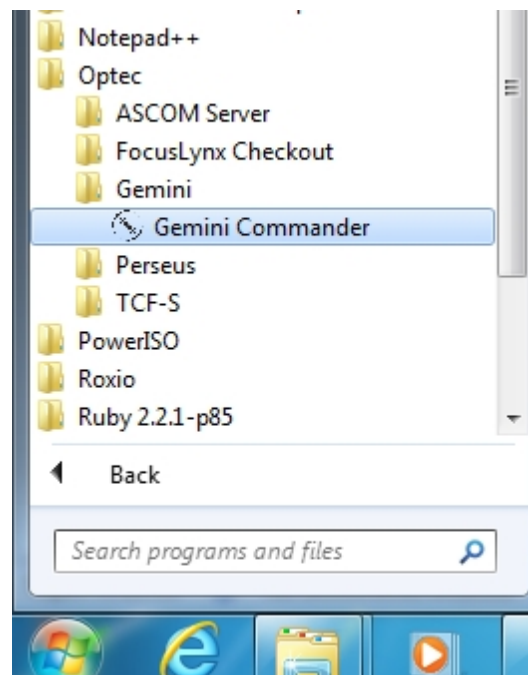 Notepad++
Optec
ASCOM Server
FocusLynx Checkout
Gemini
Gemini Commander
Perseus
TCF-S
PowerISO
Roxio
Ruby 2.2.1-p85
Back
Search programs and files